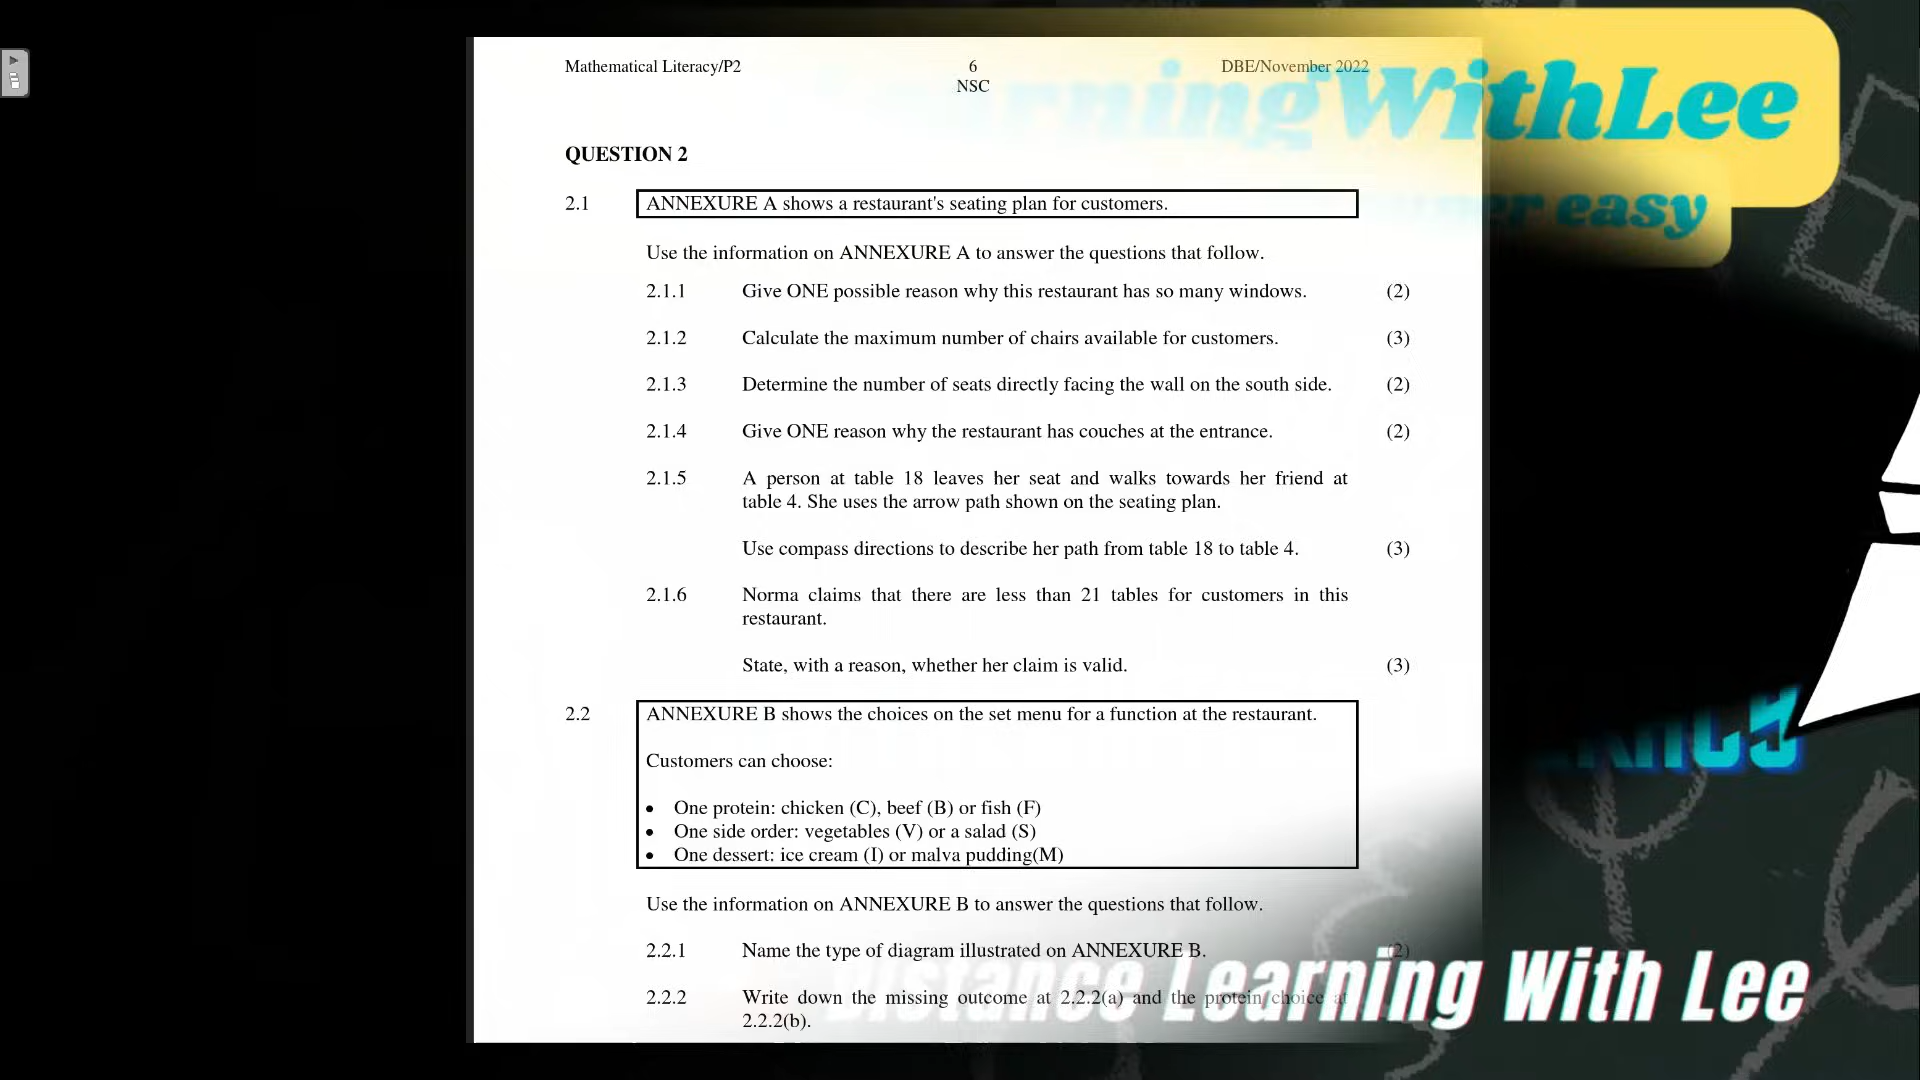 Mathematical Literacy/P2 6 DBE/November 2022
NSC
WithLee
easy
QUESTION 2
2.1 ANNEXURE A shows a restaurant's seating plan for customers.
Use the information on ANNEXURE A to answer the questions that follow.
2.1.1 Give ONE possible reason why this restaurant has so many windows. (2)
2.1.2 Calculate the maximum number of chairs available for customers. (3)
2.1.3 Determine the number of seats directly facing the wall on the south side. (2)
2.1.4 Give ONE reason why the restaurant has couches at the entrance. (2)
2.1.5 A person at table 18 leaves her seat and walks towards her friend at
table 4. She uses the arrow path shown on the seating plan.
Use compass directions to describe her path from table 18 to table 4. (3)
2.1.6 Norma claims that there are less than 21 tables for customers in this
restaurant.
State, with a reason, whether her claim is valid. (3)
2.2 ANNEXURE B shows the choices on the set menu for a function at the restaurant.
Customers can choose:
• One protein: chicken (C), beef (B) or fish (F)
• One side order: vegetables (V) or a salad (S)
• One dessert: ice cream (I) or malva pudding(M)
Use the information on ANNEXURE B to answer the questions that follow.
2.2.1 Name the type of diagram illustrated on ANNEXURE B. (2)
2.2.2 Write down the missing outcome at 2.2.2(a) and the protein choice at
2.2.2(b).
Distance Learning With Lee